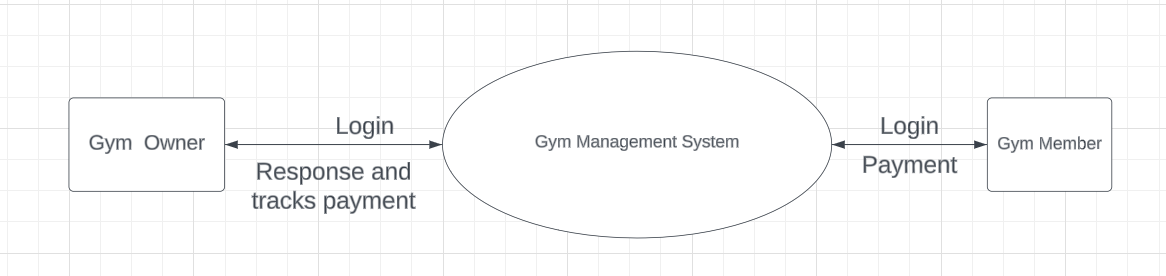 Gym Owner
Login
Response and
tracks payment
Gym Management System
Login
Payment
Gym Member